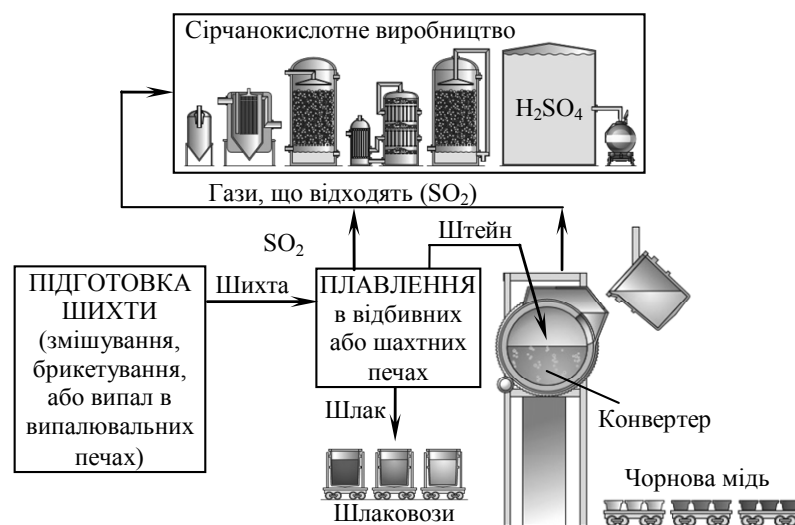 Сірчанокислотне виробництво
H₂SO₄
Гази, що відходять (SO₂)
SO₂
Штейн
ПІДГОТОВКА
ШИХТИ
(змішування,
брикетування,
або випал в
випалювальних
печах)
Шихта
ПЛАВЛЕННЯ
в відбивних
або шахтних
печах
Шлак
Конвертер
Шлаковози
Чорнова мідь